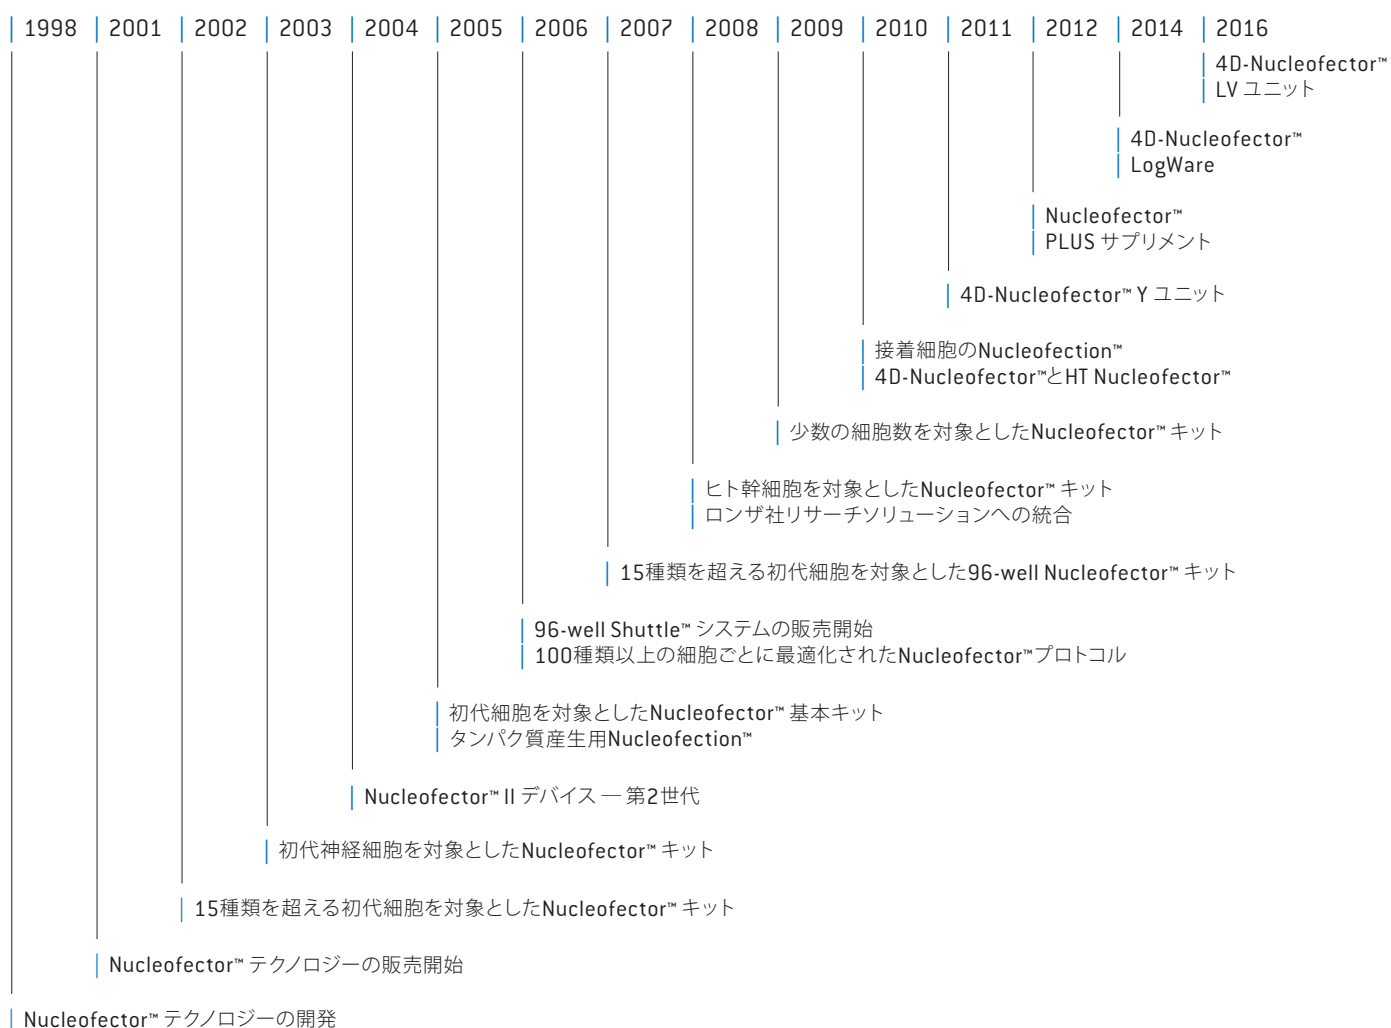 1998 2001 2002 2003 2004 2005 2006 2007 2008 2009 2010 2011 2012 2014 2016
4D-Nucleofector™
LV ユニット
4D-Nucleofector™
LogWare
Nucleofector™
PLUS サプリメント
4D-Nucleofector™ Y ユニット
接着細胞のNucleofection™
4D-Nucleofector™とHT Nucleofector™
少数の細胞数を対象としたNucleofector™ キット
ヒト幹細胞を対象としたNucleofector™ キット
ロンザ社リサーチソリューションへの統合
15種類を超える初代細胞を対象とした96-well Nucleofector™ キット
96-well Shuttle™ システムの販売開始
100種類以上の細胞ごとに最適化されたNucleofector™プロトコル
初代細胞を対象としたNucleofector™ 基本キット
タンパク質産生用Nucleofection™
Nucleofector™ II デバイス ― 第2世代
初代神経細胞を対象としたNucleofector™ キット
15種類を超える初代細胞を対象としたNucleofector™ キット
Nucleofector™ テクノロジーの販売開始
Nucleofector™ テクノロジーの開発